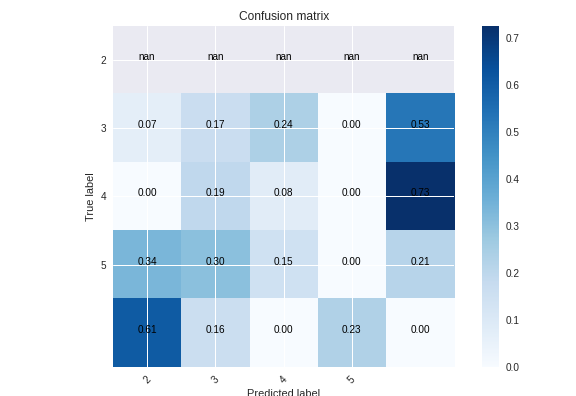 Confusion matrix
2 nan nan nan nan nan
3 0.07 0.17 0.24 0.00 0.53
4 0.00 0.19 0.08 0.00 0.73
5 0.34 0.30 0.15 0.00 0.21
0.61 0.16 0.00 0.23 0.00
2 3 4 5
True label
Predicted label
0.7
0.6
0.5
0.4
0.3
0.2
0.1
0.0